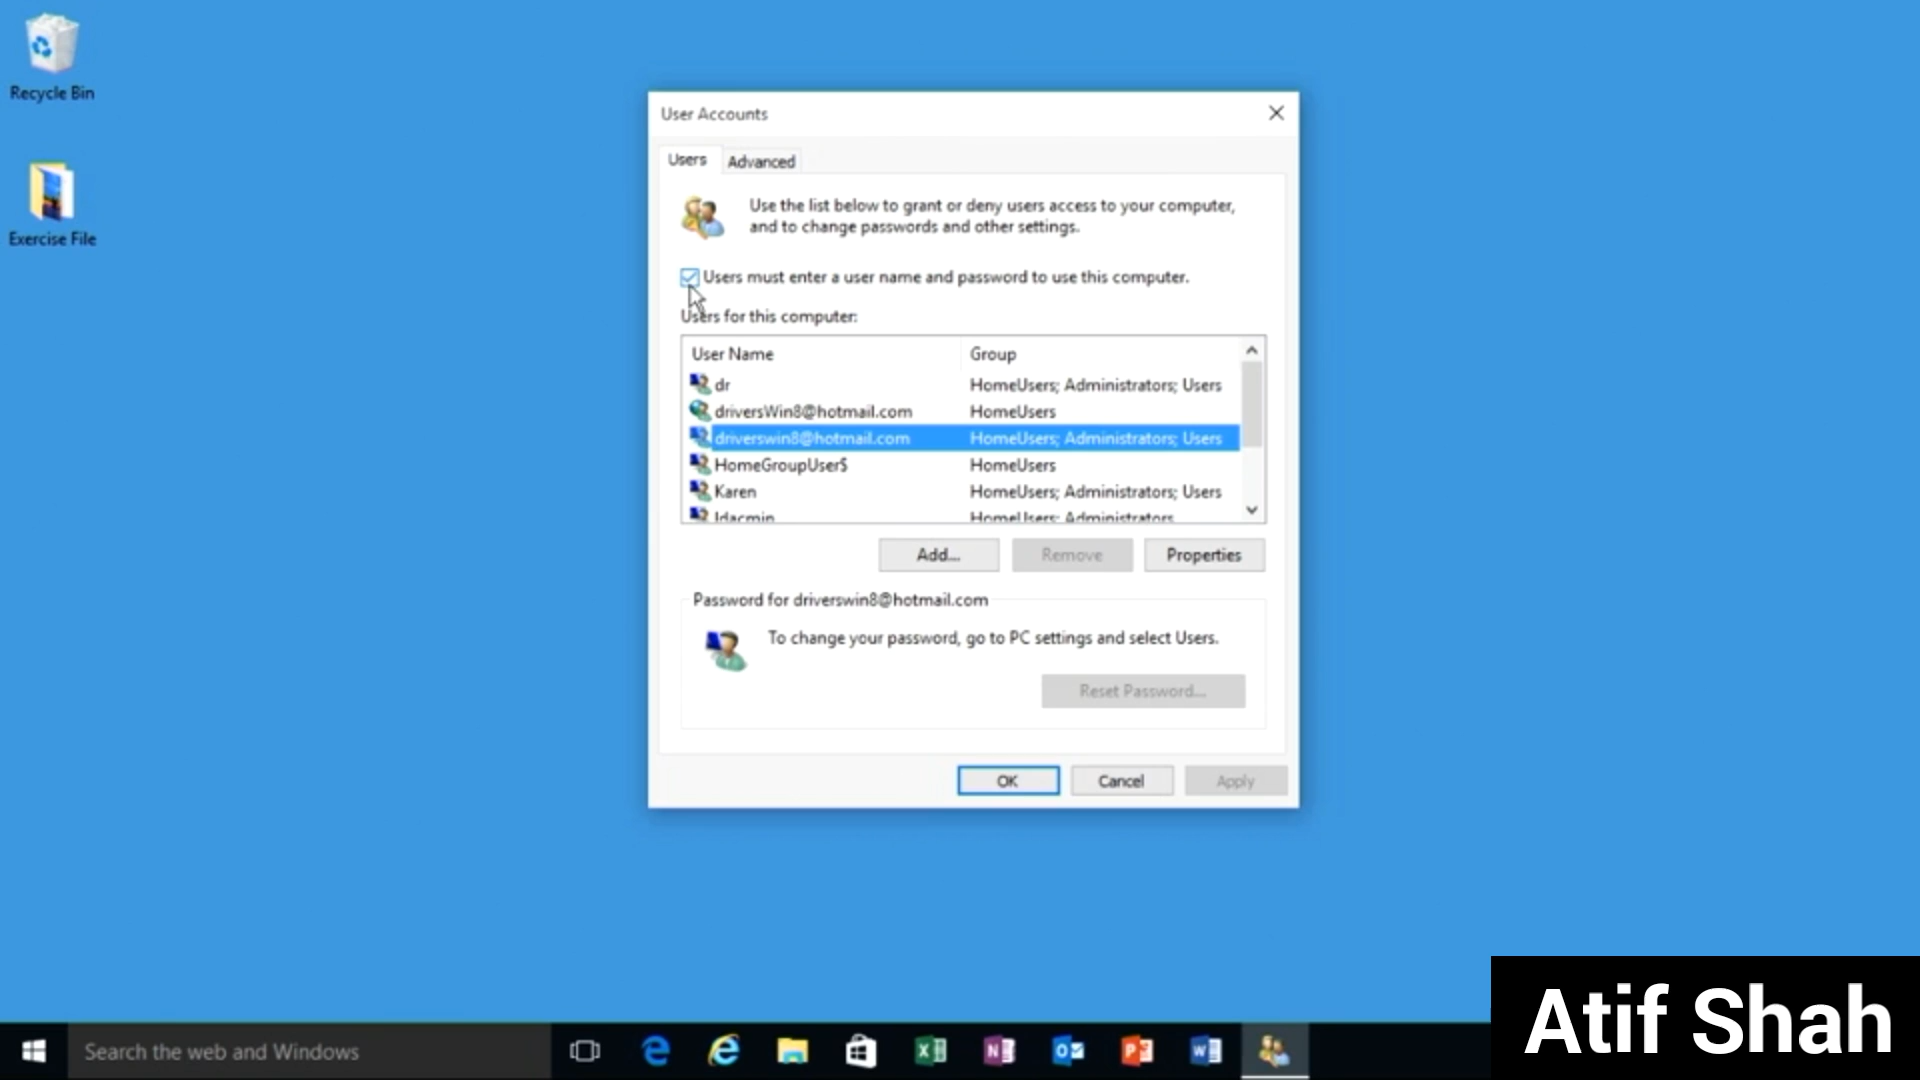 Recycle Bin
Exercise File
User Accounts
Users Advanced
Use the list below to grant or deny users access to your computer,
and to change passwords and other settings.
Users must enter a user name and password to use this computer.
Users for this computer:
User Name Group
dr HomeUsers; Administrators; Users
driversWin8@hotmail.com HomeUsers
driverswin8@hotmail.com HomeUsers; Administrators; Users
HomeGroupUser$ HomeUsers
Karen HomeUsers; Administrators; Users
HomeUsers; Administrators
Add... Remove Properties
Password for driverswin8@hotmail.com
To change your password, go to PC settings and select Users.
Reset Password...
OK Cancel Apply
Search the web and Windows
Atif Shah